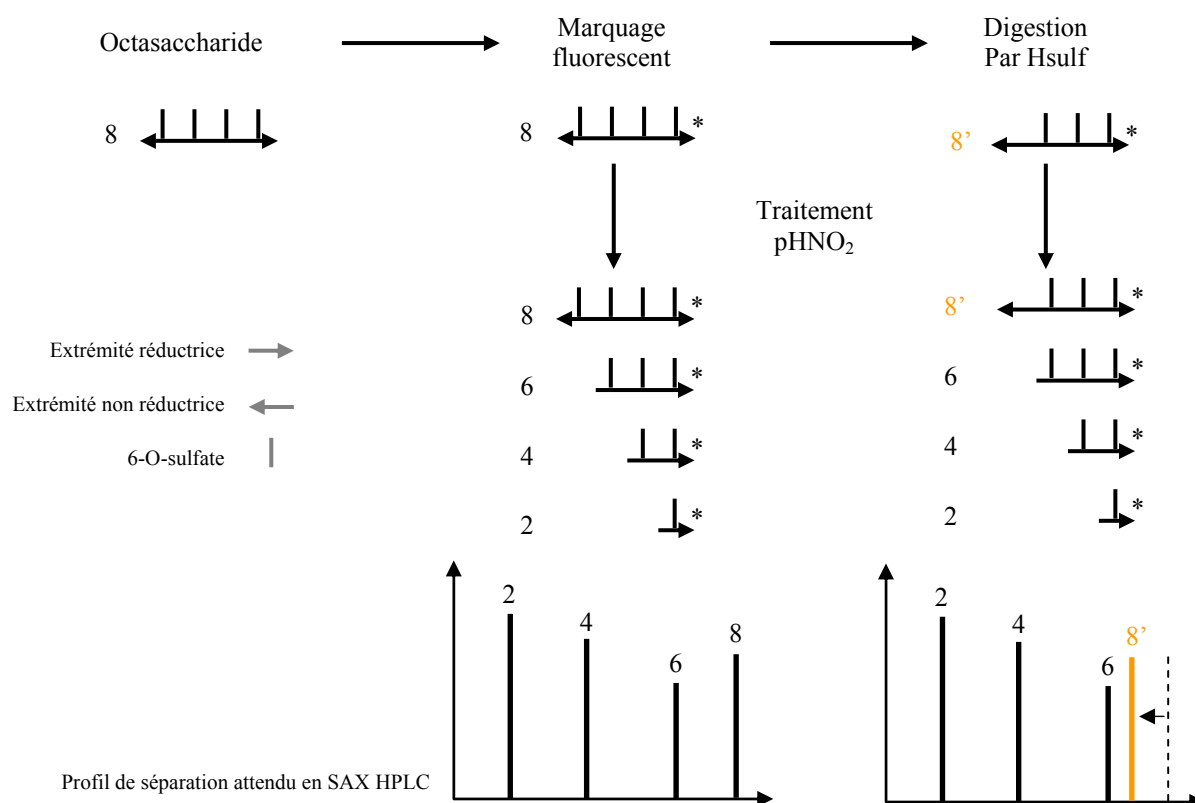 Octasaccharide
Marquage
fluorescent
Digestion
Par Hsulf
8
8
*
8’
*
Traitement
pHNO₂
8
*
8’
*
Extrémité réductrice
6
*
6
*
Extrémité non réductrice
4
*
4
*
6-O-sulfate
2
*
2
*
2
4
6
8
2
4
6
8’
Profil de séparation attendu en SAX HPLC